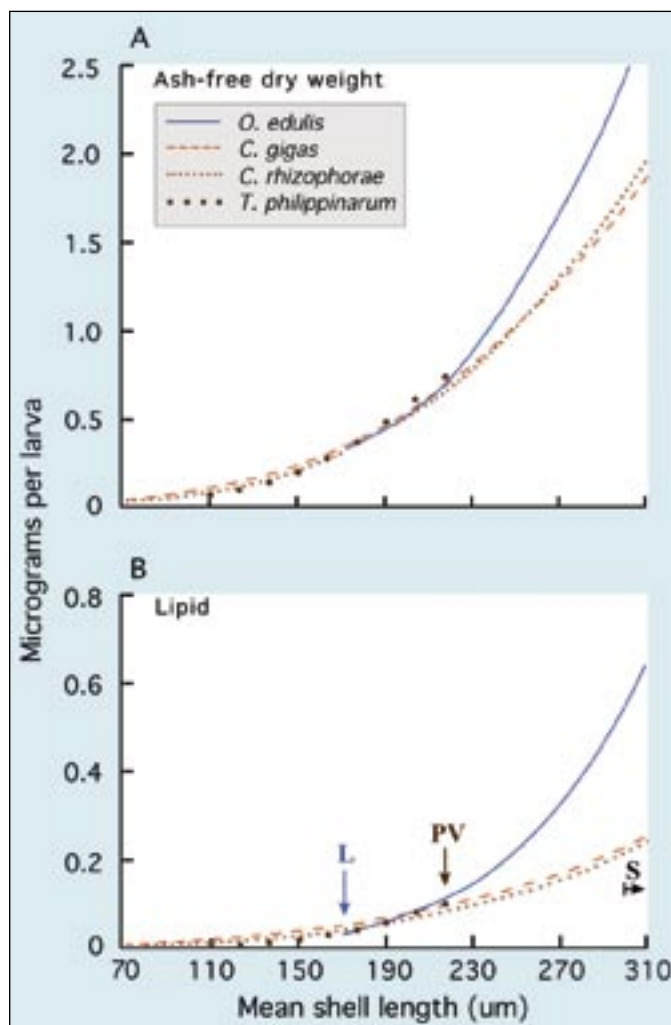 A
2.5
Ash-free dry weight
O. edulis
C. gigas
C. rhizophorae
T. philippinarum
2.0
1.5
1.0
0.5
0
Micrograms per larva
B
0.8
Lipid
0.6
0.4
0.2
0
L
PV
S
70 110 150 190 230 270 310
Mean shell length (um)